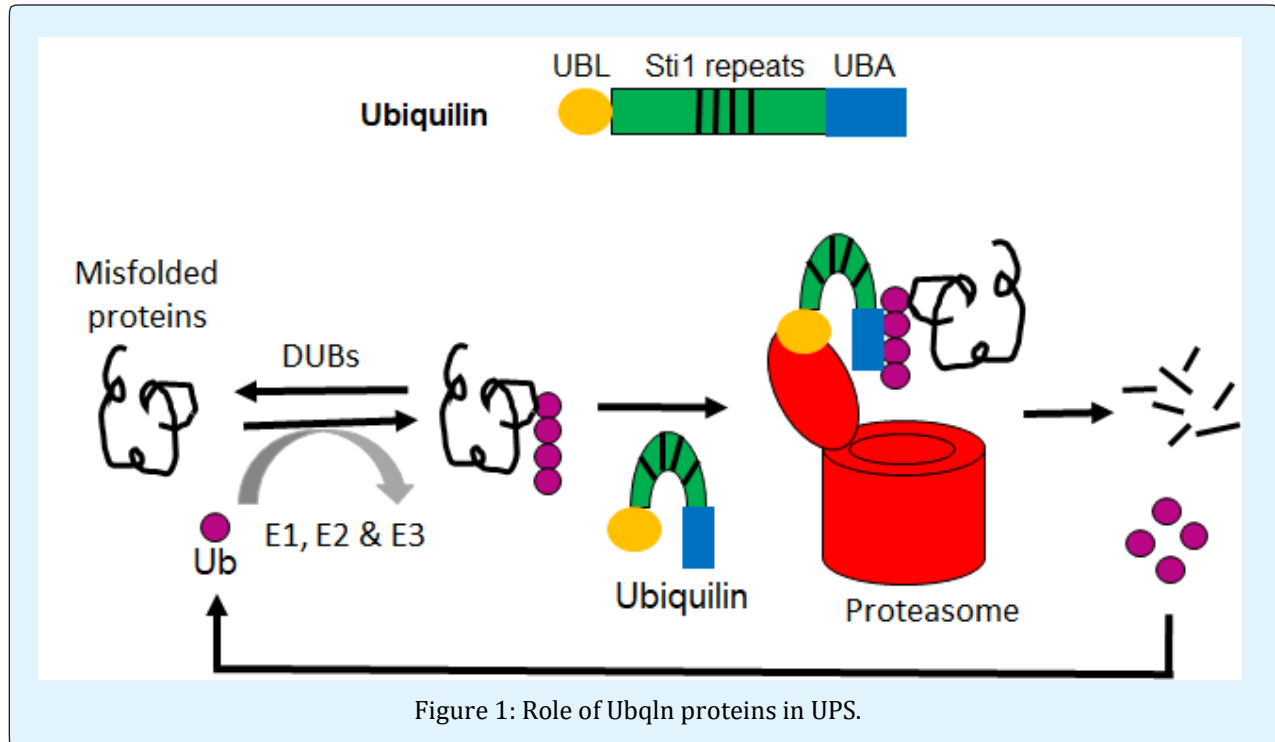 UBL Sti1 repeats UBA
Ubiquilin
Misfolded
proteins
DUBs
E1, E2 & E3
Ub
Ubiquilin
Proteasome
Figure 1: Role of Ubqln proteins in UPS.